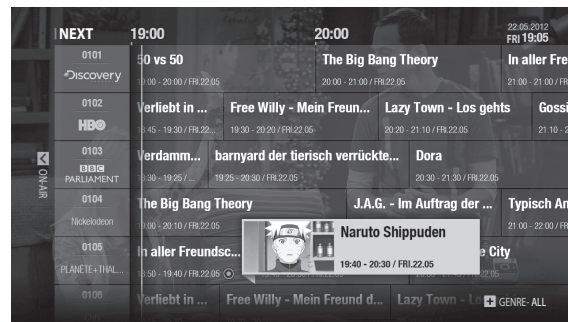 NEXT 19:00 20:00 22.05.2012
FRI 19:05
0101
Discovery
50 vs 50
19:00 - 20:00 / FRI.22.05
The Big Bang Theory
20:00 - 21:00 / FRI.22.05
In aller Fre
21:00 - 21:00 / FR
0102
HBO
Verliebt in ...
18:45 - 19:30 / FRI.22...
Free Willy - Mein Freun...
19:30 - 20:20 / FRI.22.05
Lazy Town - Los gehts
20:20 - 21:10 / FRI.22.05
Gossi
21:10 - 2
ON-AIR
0103
BBC
PARLIAMENT
Verdamm...
18:30 - 19:25 / ...
barnyard der tierisch verrückte...
19:25 - 20:30 / FRI.22.05
Dora
20:30 - 21:30 / FRI.22.05
0104
Nickelodeon
The Big Bang Theory
19:00 - 20:10 / FRI.22.05
J.A.G. - Im Auftrag der ...
Typisch An
21:00 - 22:00 / FR
Naruto Shippuden
19:40 - 20:30 / FRI.22.05
0105
PLANÈTE+THAL...
In aller Freundsc...
18:50 - 19:40 / FRI.22.05
e City
0106
Verliebt in ...
Free Willy - Mein Freund d...
Lazy Town - Lo
GENRE- ALL